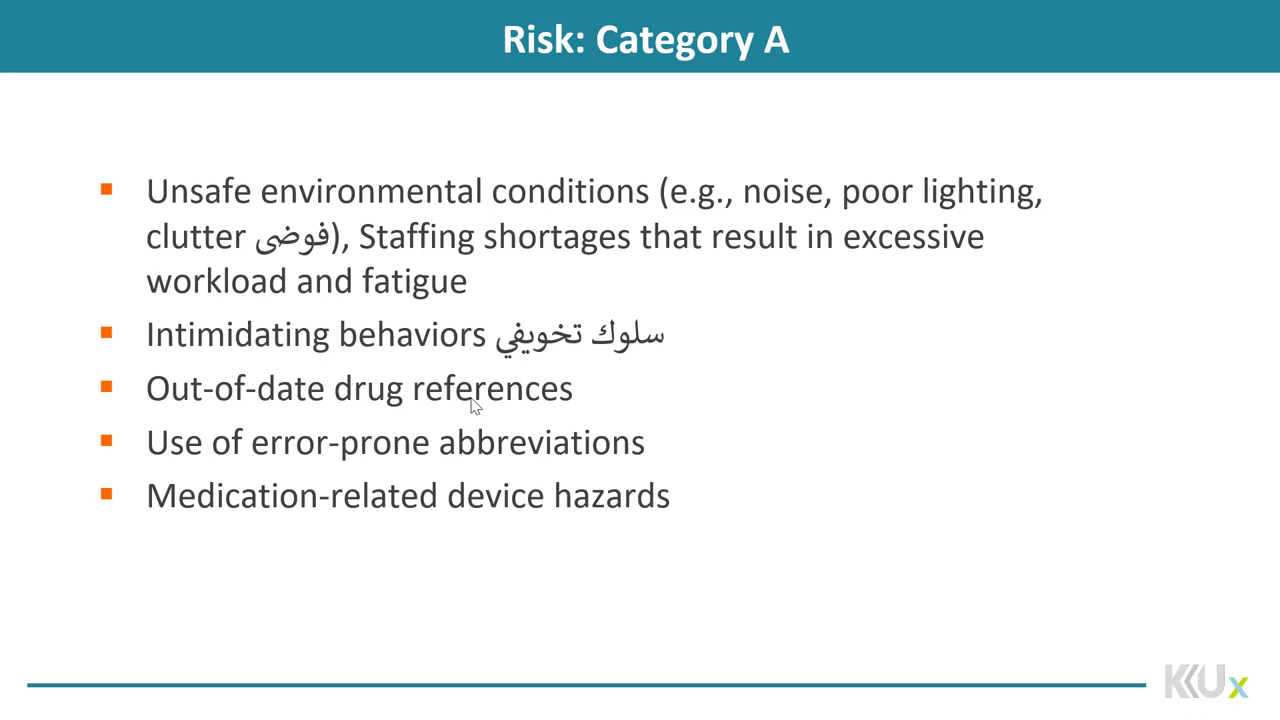 Risk: Category A
Unsafe environmental conditions (e.g., noise, poor lighting,
clutter فوضى), Staffing shortages that result in excessive
workload and fatigue
Intimidating behaviors سلوك تخويفي
Out-of-date drug references
Use of error-prone abbreviations
Medication-related device hazards
KKUx